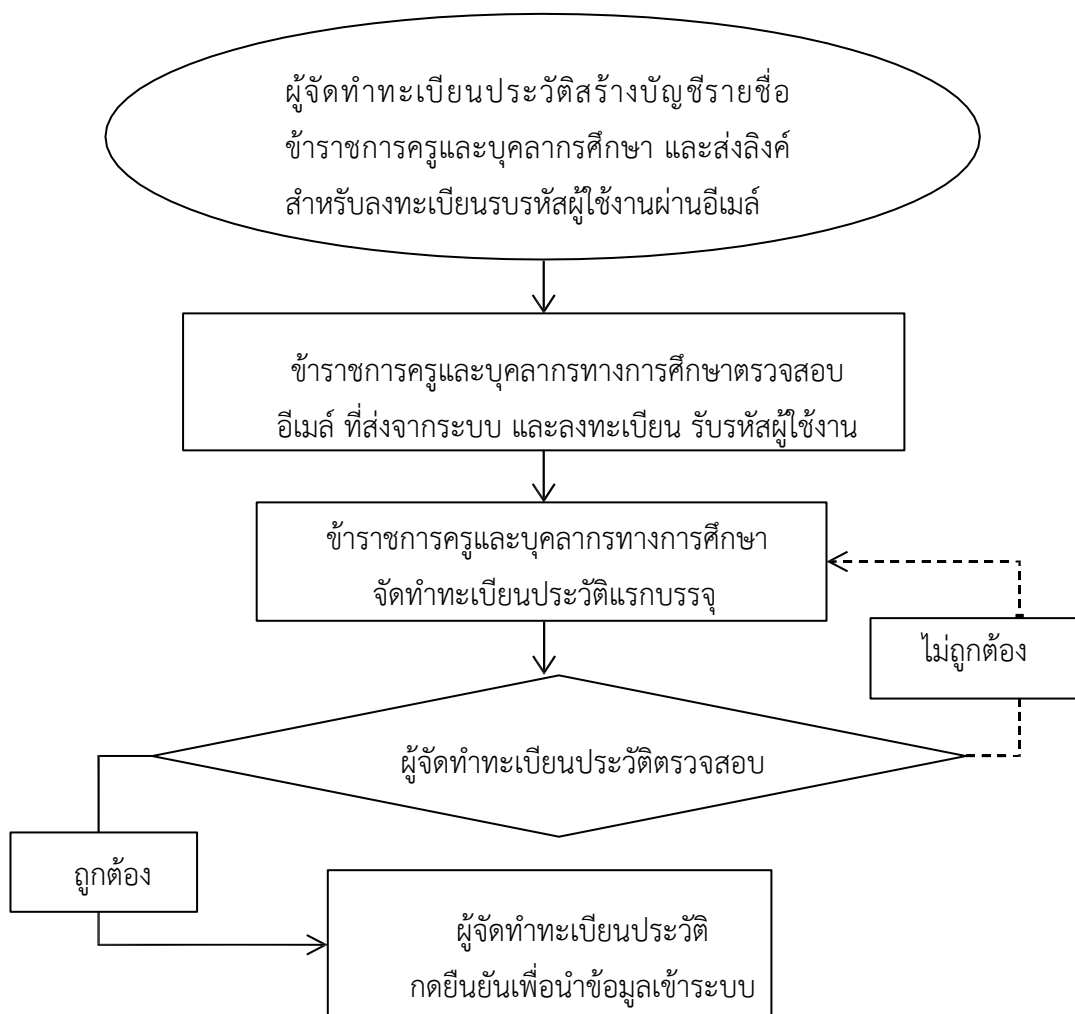 ผู้จัดทำทะเบียนประวัติสร้างบัญชีรายชื่อ
ข้าราชการครูและบุคลากรศึกษา และส่งลิงค์
สำหรับลงทะเบียนรบรหัสผู้ใช้งานผ่านอีเมล์
ข้าราชการครูและบุคลากรทางการศึกษาตรวจสอบ
อีเมล์ ที่ส่งจากระบบ และลงทะเบียน รับรหัสผู้ใช้งาน
ข้าราชการครูและบุคลากรทางการศึกษา
จัดทำทะเบียนประวัติแรกบรรจุ
ไม่ถูกต้อง
ผู้จัดทำทะเบียนประวัติตรวจสอบ
ถูกต้อง
ผู้จัดทำทะเบียนประวัติ
กดยืนยันเพื่อนำข้อมูลเข้าระบบ